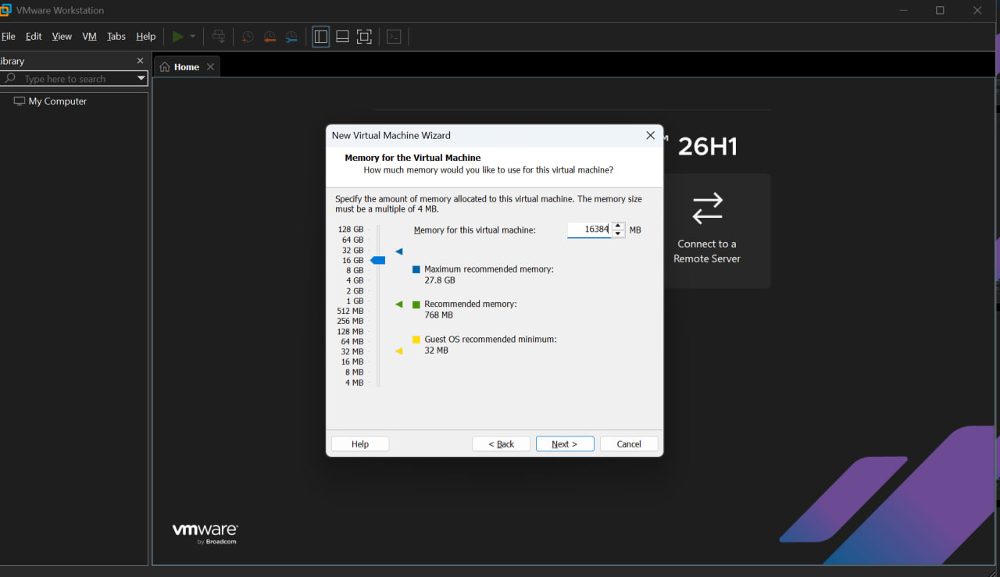 VMware Workstation
File Edit View VM Tabs Help
ibrary
Type here to search
My Computer
Home
26H1
Connect to a
Remote Server
New Virtual Machine Wizard
Memory for the Virtual Machine
How much memory would you like to use for this virtual machine?
Specify the amount of memory allocated to this virtual machine. The memory size
must be a multiple of 4 MB.
Memory for this virtual machine: 16384 MB
128 GB
64 GB
32 GB
16 GB
8 GB
4 GB
2 GB
1 GB
512 MB
256 MB
128 MB
64 MB
32 MB
16 MB
8 MB
4 MB
Maximum recommended memory:
27.8 GB
Recommended memory:
768 MB
Guest OS recommended minimum:
32 MB
Help < Back Next > Cancel
vmware®
by Broadcom